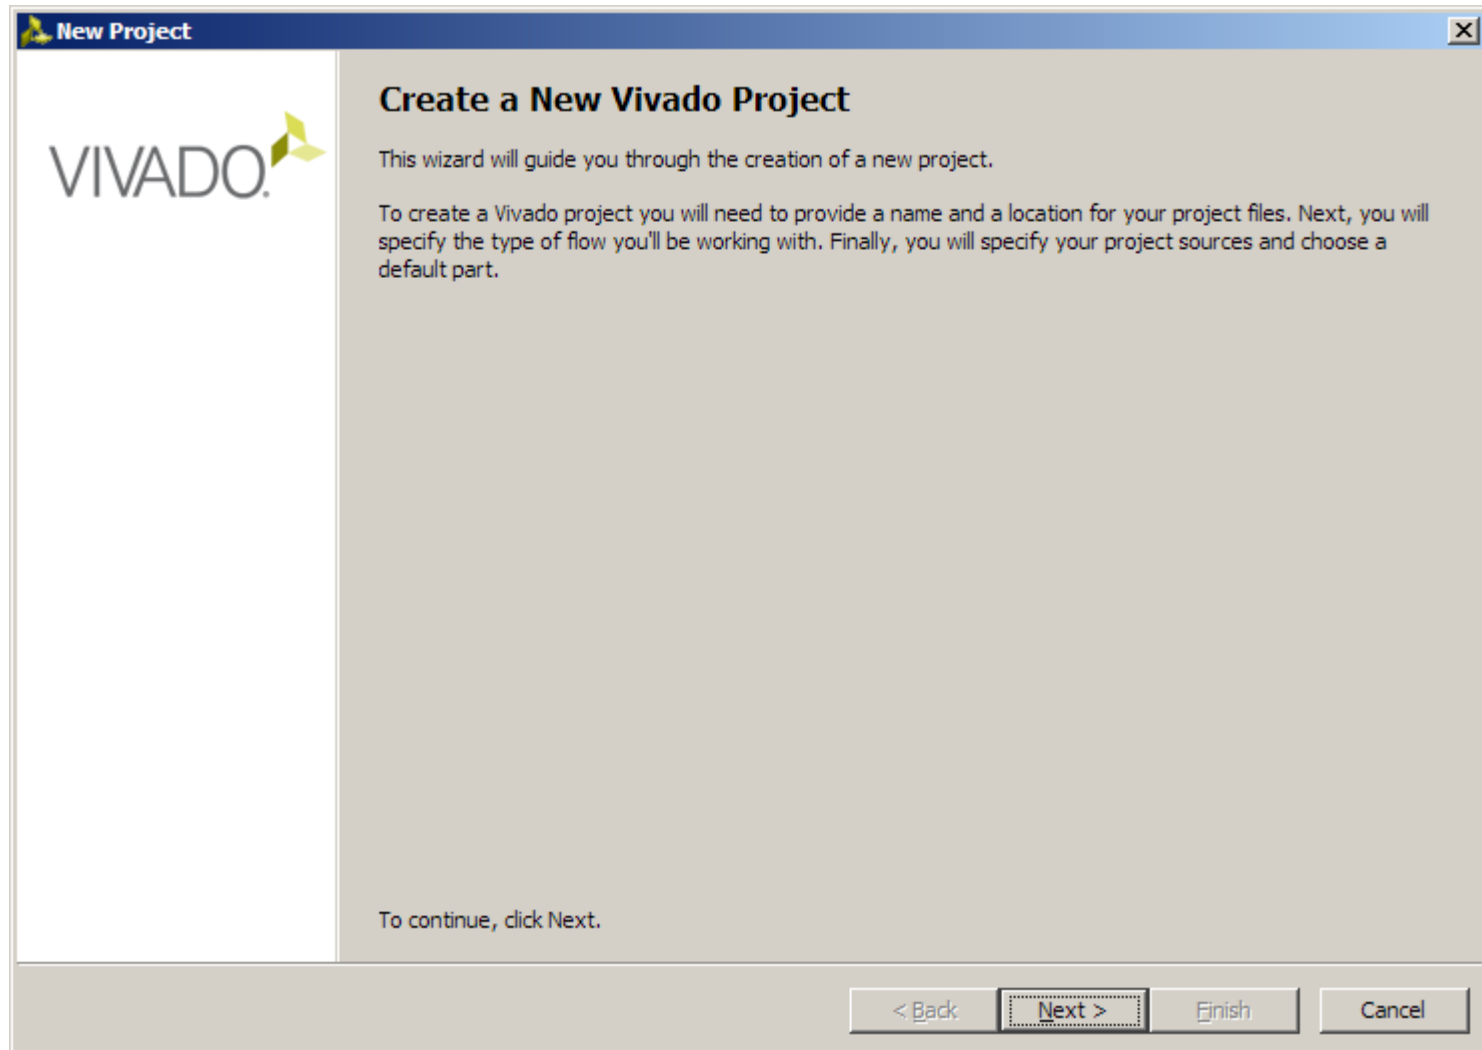 New Project
VIVADO.
Create a New Vivado Project
This wizard will guide you through the creation of a new project.
To create a Vivado project you will need to provide a name and a location for your project files. Next, you will
specify the type of flow you'll be working with. Finally, you will specify your project sources and choose a
default part.
To continue, click Next.
< Back
Next >
Finish
Cancel